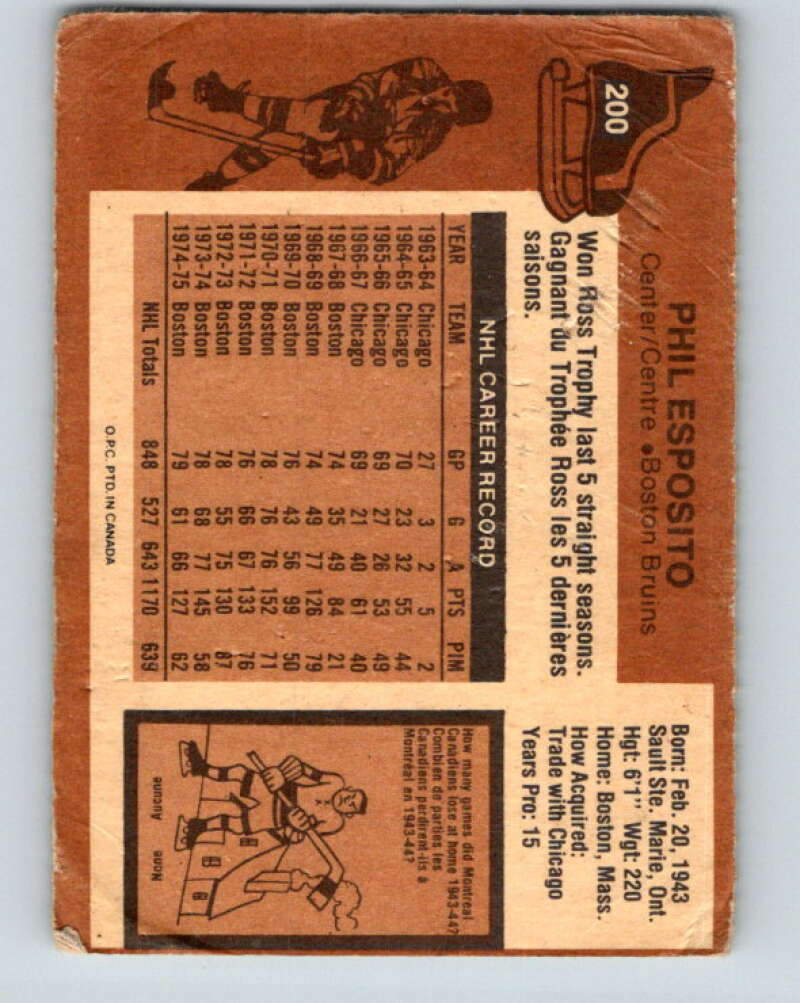 200
PHIL ESPOSITO
Center/Centre • Boston Bruins
Won Ross Trophy last 5 straight seasons.
Gagnant du Trophée Ross les 5 dernières
saisons.
NHL CAREER RECORD
YEAR TEAM GP G A PTS PIM
1963-64 Chicago 27 3 2 5 2
1964-65 Chicago 70 23 32 55 44
1965-66 Chicago 69 27 26 53 49
1966-67 Chicago 69 21 40 61 40
1967-68 Boston 74 35 49 84 21
1968-69 Boston 74 49 77 126 79
1969-70 Boston 76 43 56 99 50
1970-71 Boston 78 76 76 152 71
1971-72 Boston 76 66 67 133 76
1972-73 Boston 78 55 75 130 87
1973-74 Boston 78 68 77 145 58
1974-75 Boston 79 61 66 127 62
NHL Totals 848 527 643 1170 639
O.P.C. PTD. IN CANADA
Born: Feb. 20, 1943
Sault Ste. Marie, Ont.
Hgt: 6'1" Wgt: 220
Home: Boston, Mass.
How Acquired:
Trade with Chicago
Years Pro: 15
How many games did Montreal
Canadiens lose at home 1943-44?
Combien de parties les
Canadiens perdirent-ils à
Montréal en 1943-44?
None
Aucune